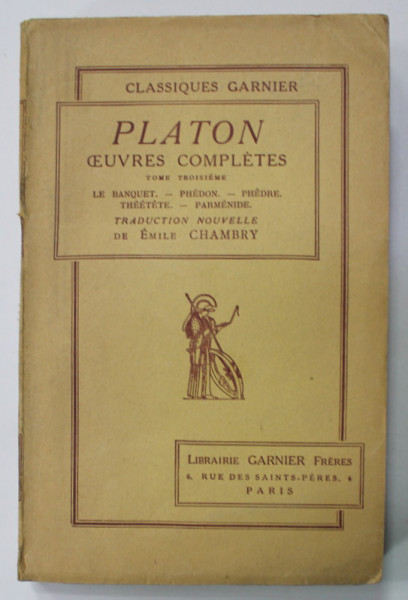 CLASSIQUES GARNIER
PLATON
ŒUVRES COMPLÈTES
TOME TROISIÈME
LE BANQUET. — PHÉDON. — PHÈDRE.
THÉÉTÈTE. — PARMÉNIDE.
TRADUCTION NOUVELLE
DE ÉMILE CHAMBRY
LIBRAIRIE GARNIER FRÈRES
6, RUE DES SAINTS-PÈRES, 6
PARIS